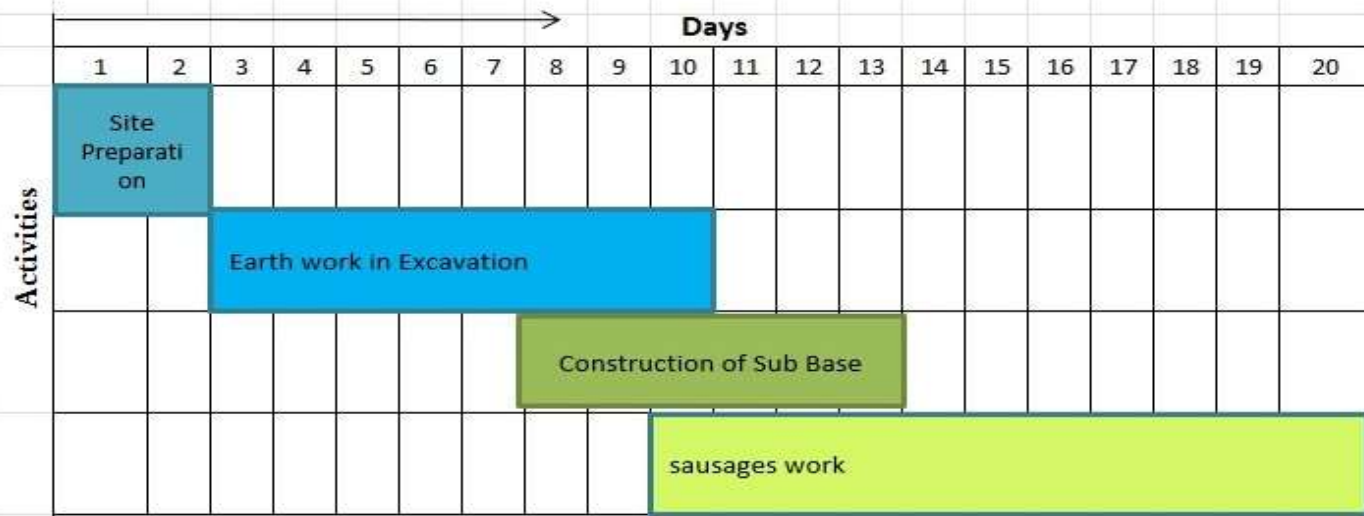 Days
1 2 3 4 5 6 7 8 9 10 11 12 13 14 15 16 17 18 19 20
Activities
Site
Preparati
on
Earth work in Excavation
Construction of Sub Base
sausages work